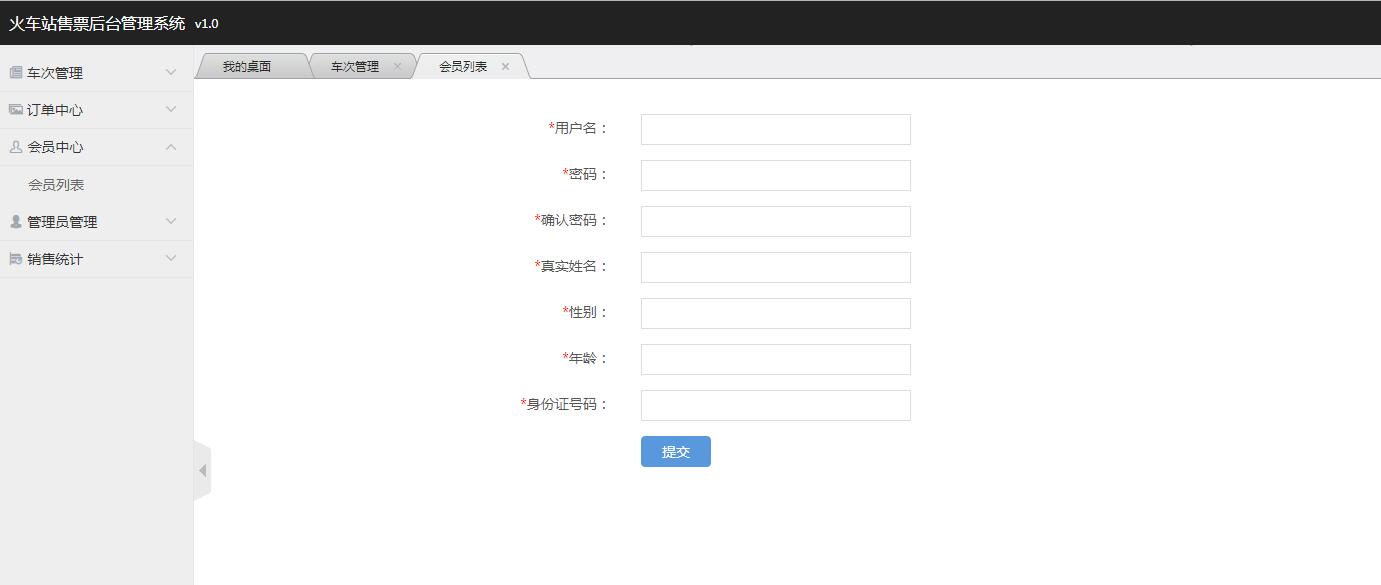 火车站售票后台管理系统 v1.0
车次管理
订单中心
会员中心
会员列表
管理员管理
销售统计
我的桌面 车次管理 × 会员列表 ×
*用户名：
*密码：
*确认密码：
*真实姓名：
*性别：
*年龄：
*身份证号码：
提交